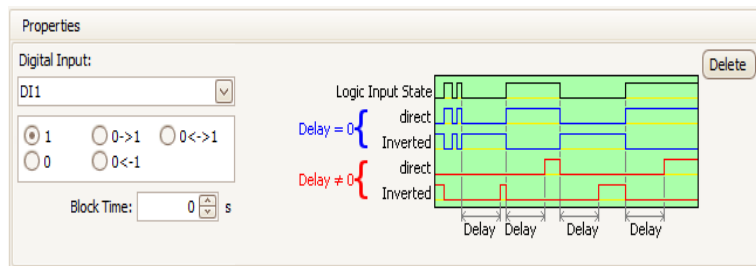 Properties
Digital Input:
DI1
Delete
1 0->1 0<->1
0 0<-1
Block Time: 0 s
Logic Input State
Delay = 0
direct
Inverted
Delay ≠ 0
direct
Inverted
Delay Delay Delay Delay